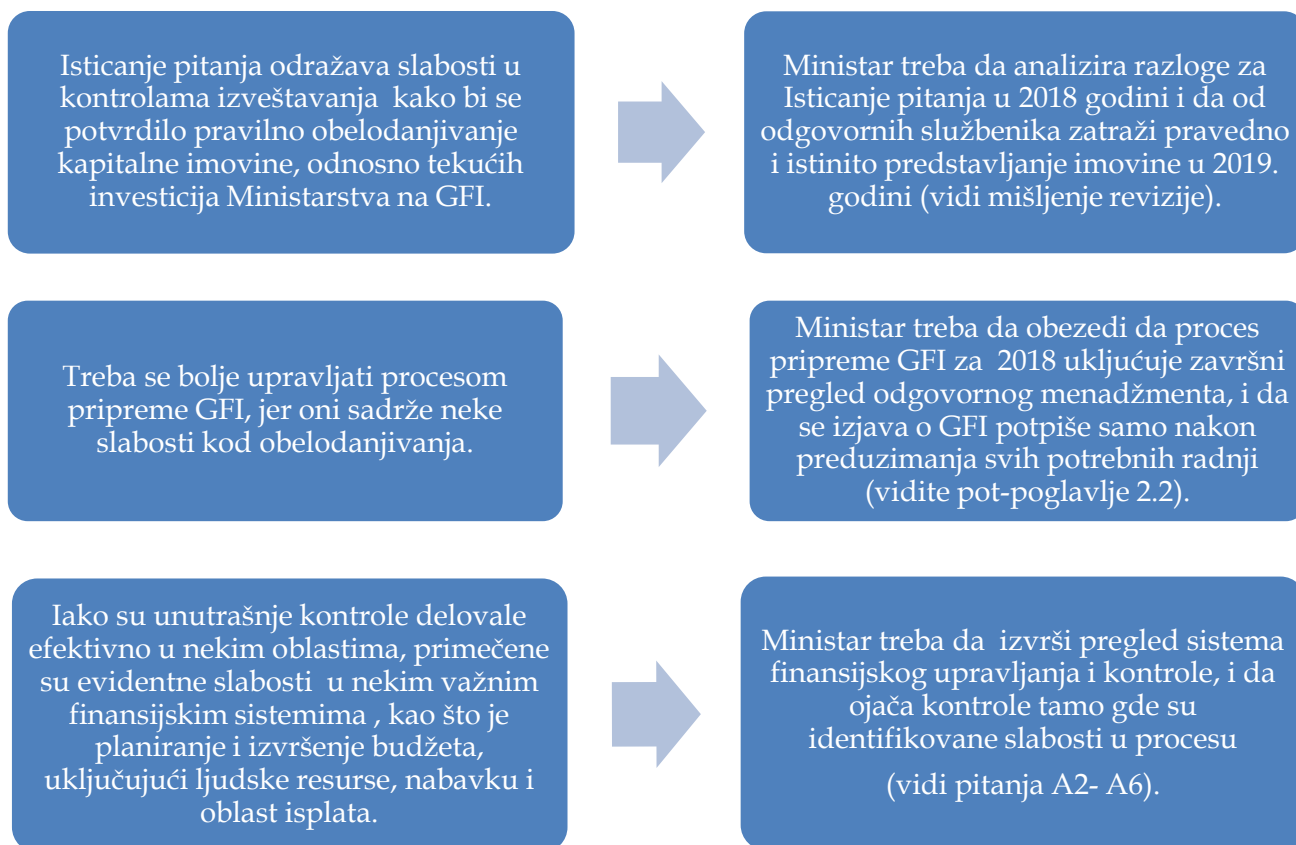 Isticanje pitanja odražava slabosti u
kontrolama izveštavanja kako bi se
potvrdilo pravilno obelodanjivanje
kapitalne imovine, odnosno tekućih
investicija Ministarstva na GFI.
Ministar treba da analizira razloge za
Isticanje pitanja u 2018 godini i da od
odgovornih službenika zatraži pravedno
i istinito predstavljanje imovine u 2019.
godini (vidi mišljenje revizije).
Treba se bolje upravljati procesom
pripreme GFI, jer oni sadrže neke
slabosti kod obelodanjivanja.
Ministar treba da obezedi da proces
pripreme GFI za 2018 ukljućuje završni
pregled odgovornog menadžmenta, i da
se izjava o GFI potpiše samo nakon
preduzimanja svih potrebnih radnji
(vidite pot-poglavlje 2.2).
Iako su unutrašnje kontrole delovale
efektivno u nekim oblastima, primečene
su evidentne slabosti u nekim važnim
finansijskim sistemima , kao što je
planiranje i izvršenje budžeta,
uključujući ljudske resurse, nabavku i
oblast isplata.
Ministar treba da izvrši pregled sistema
finansijskog upravljanja i kontrole, i da
ojača kontrole tamo gde su
identifikovane slabosti u procesu
(vidi pitanja A2- A6).